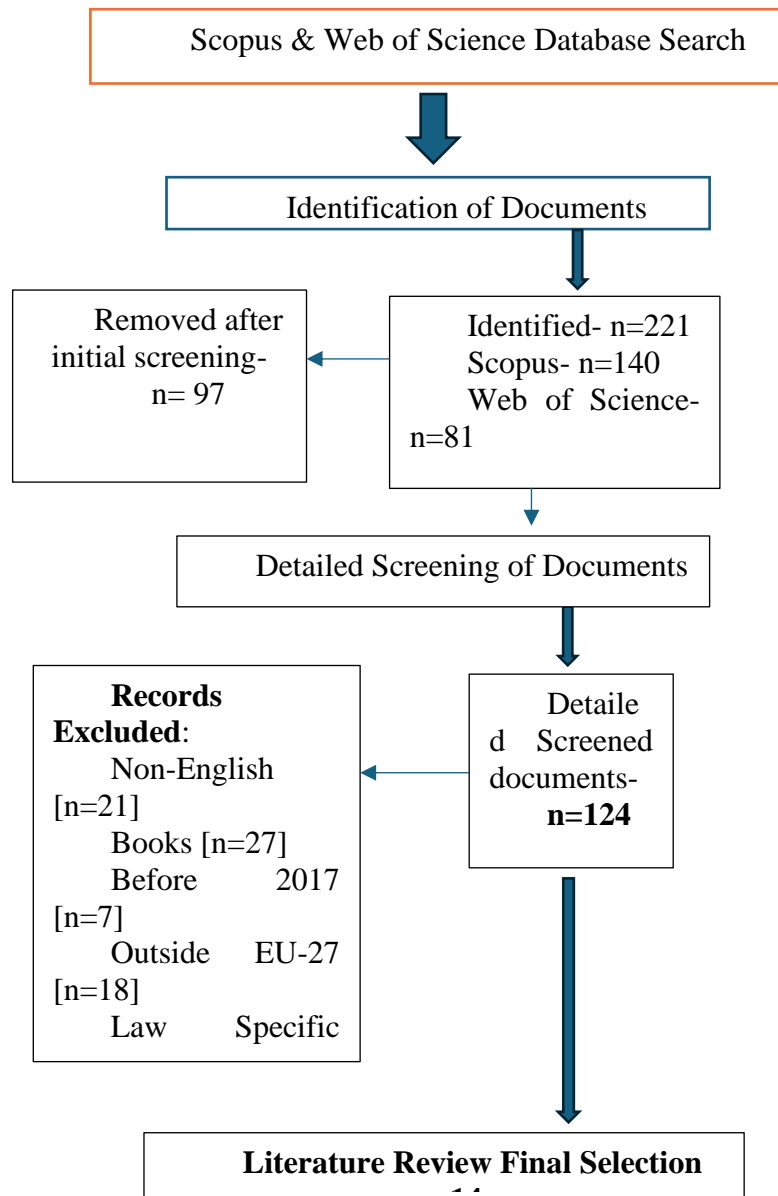 Scopus & Web of Science Database Search
Identification of Documents
Removed after
initial screening-
n= 97
Identified- n=221
Scopus- n=140
Web of Science-
n=81
Detailed Screening of Documents
Records
Excluded:
Non-English
[n=21]
Books [n=27]
Before 2017
[n=7]
Outside EU-27
[n=18]
Law Specific
Detaile
d Screened
documents-
n=124
Literature Review Final Selection